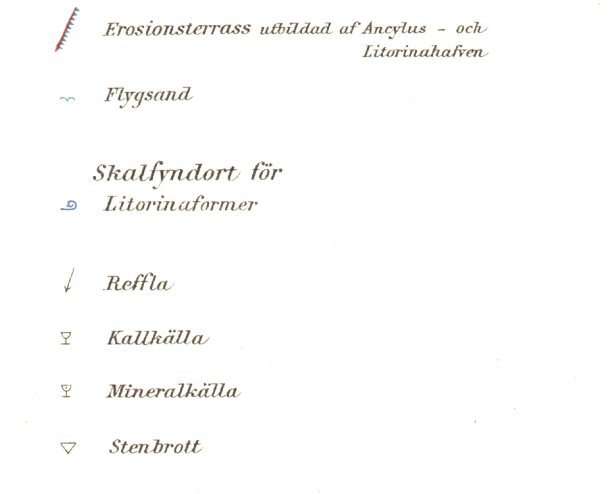 Erosionsterrass utbildad af Ancylus - och
Litorinahafven
Flygsand
Skalfyndort för
Litorinaformer
Reffla
Kallkälla
Mineralkälla
Stenbrott